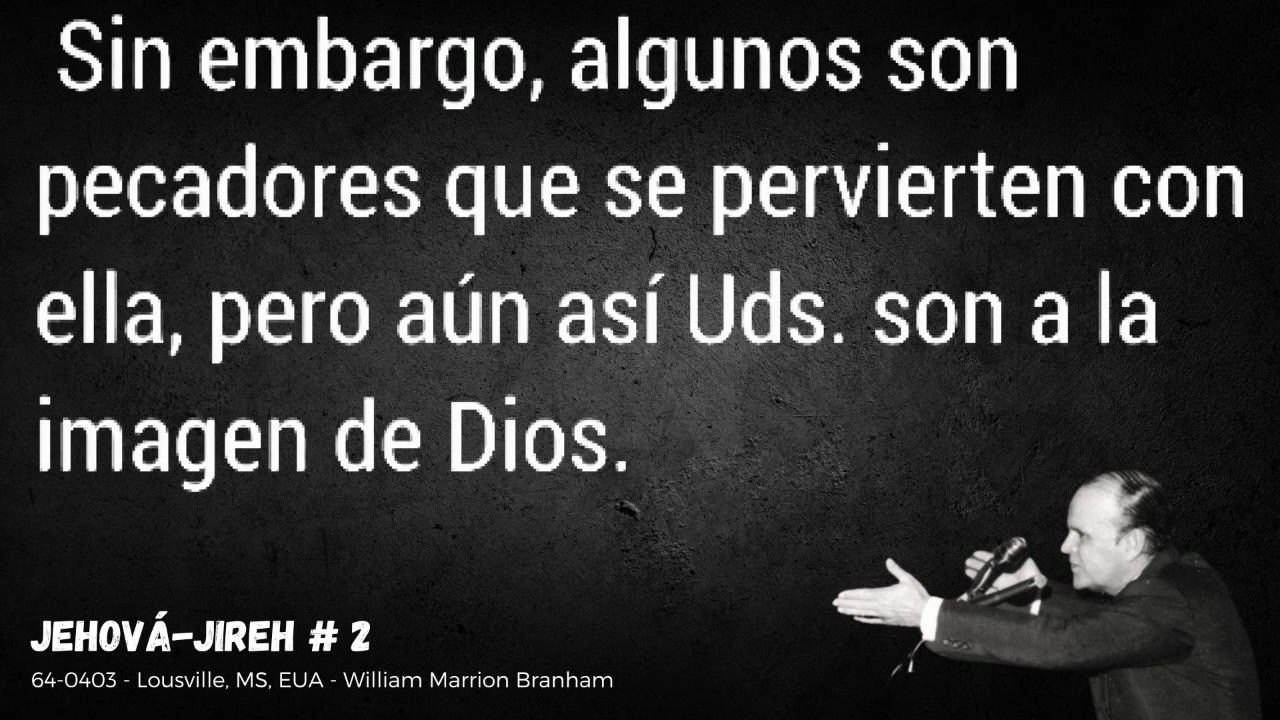 Sin embargo, algunos son
pecadores que se pervierten con
ella, pero aún así Uds. son a la
imagen de Dios.
JEHOVÁ-JIREH # 2
64-0403 - Lousville, MS, EUA - William Marrion Branham